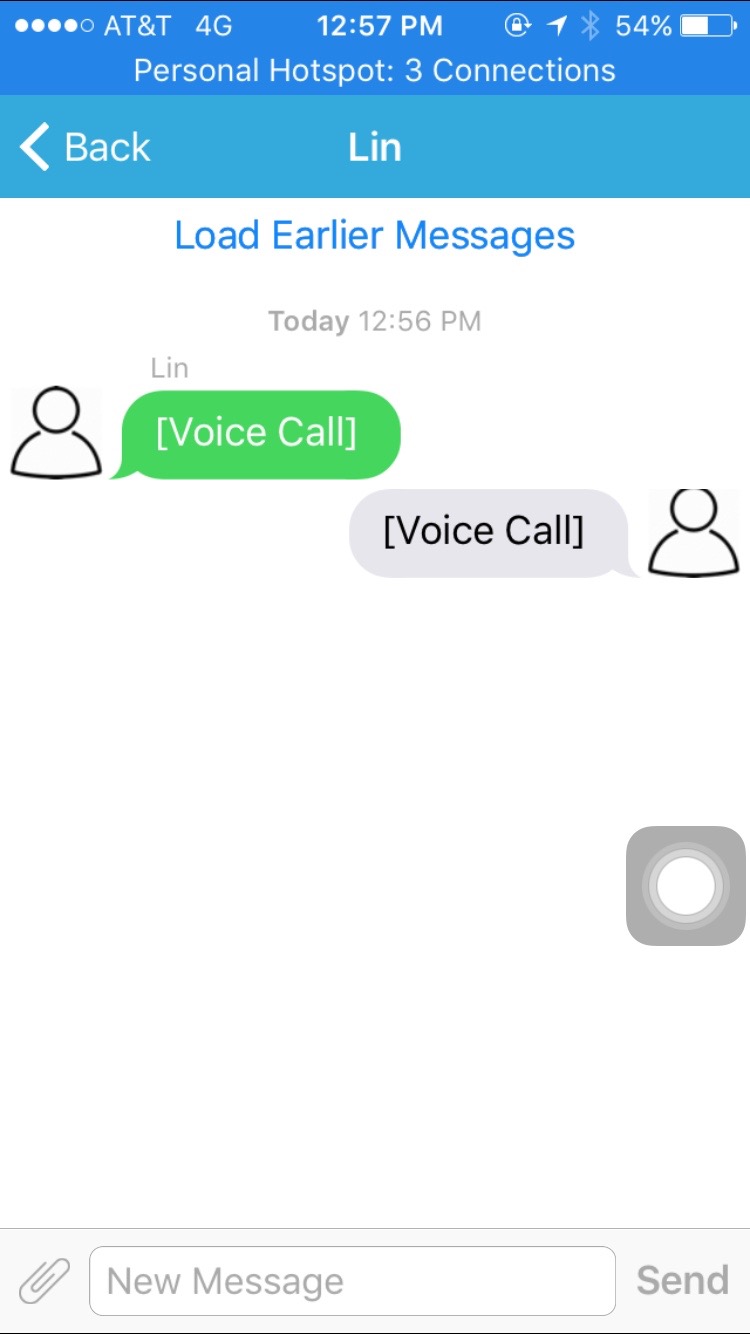 AT&T 4G 12:57 PM 54%
Personal Hotspot: 3 Connections
Back Lin
Load Earlier Messages
Today 12:56 PM
Lin
[Voice Call]
[Voice Call]
New Message Send